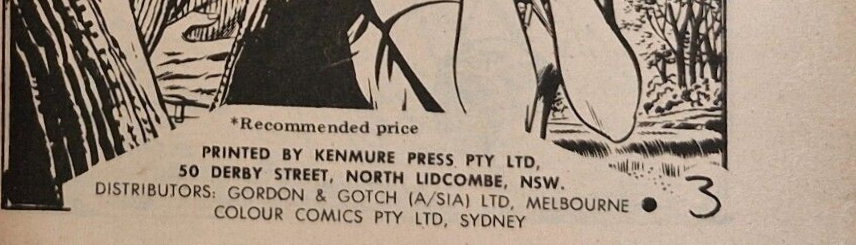 *Recommended price
PRINTED BY KENMURE PRESS PTY LTD,
50 DERBY STREET, NORTH LIDCOMBE, NSW.
DISTRIBUTORS: GORDON & GOTCH (A/SIA) LTD, MELBOURNE ● 3
COLOUR COMICS PTY LTD, SYDNEY